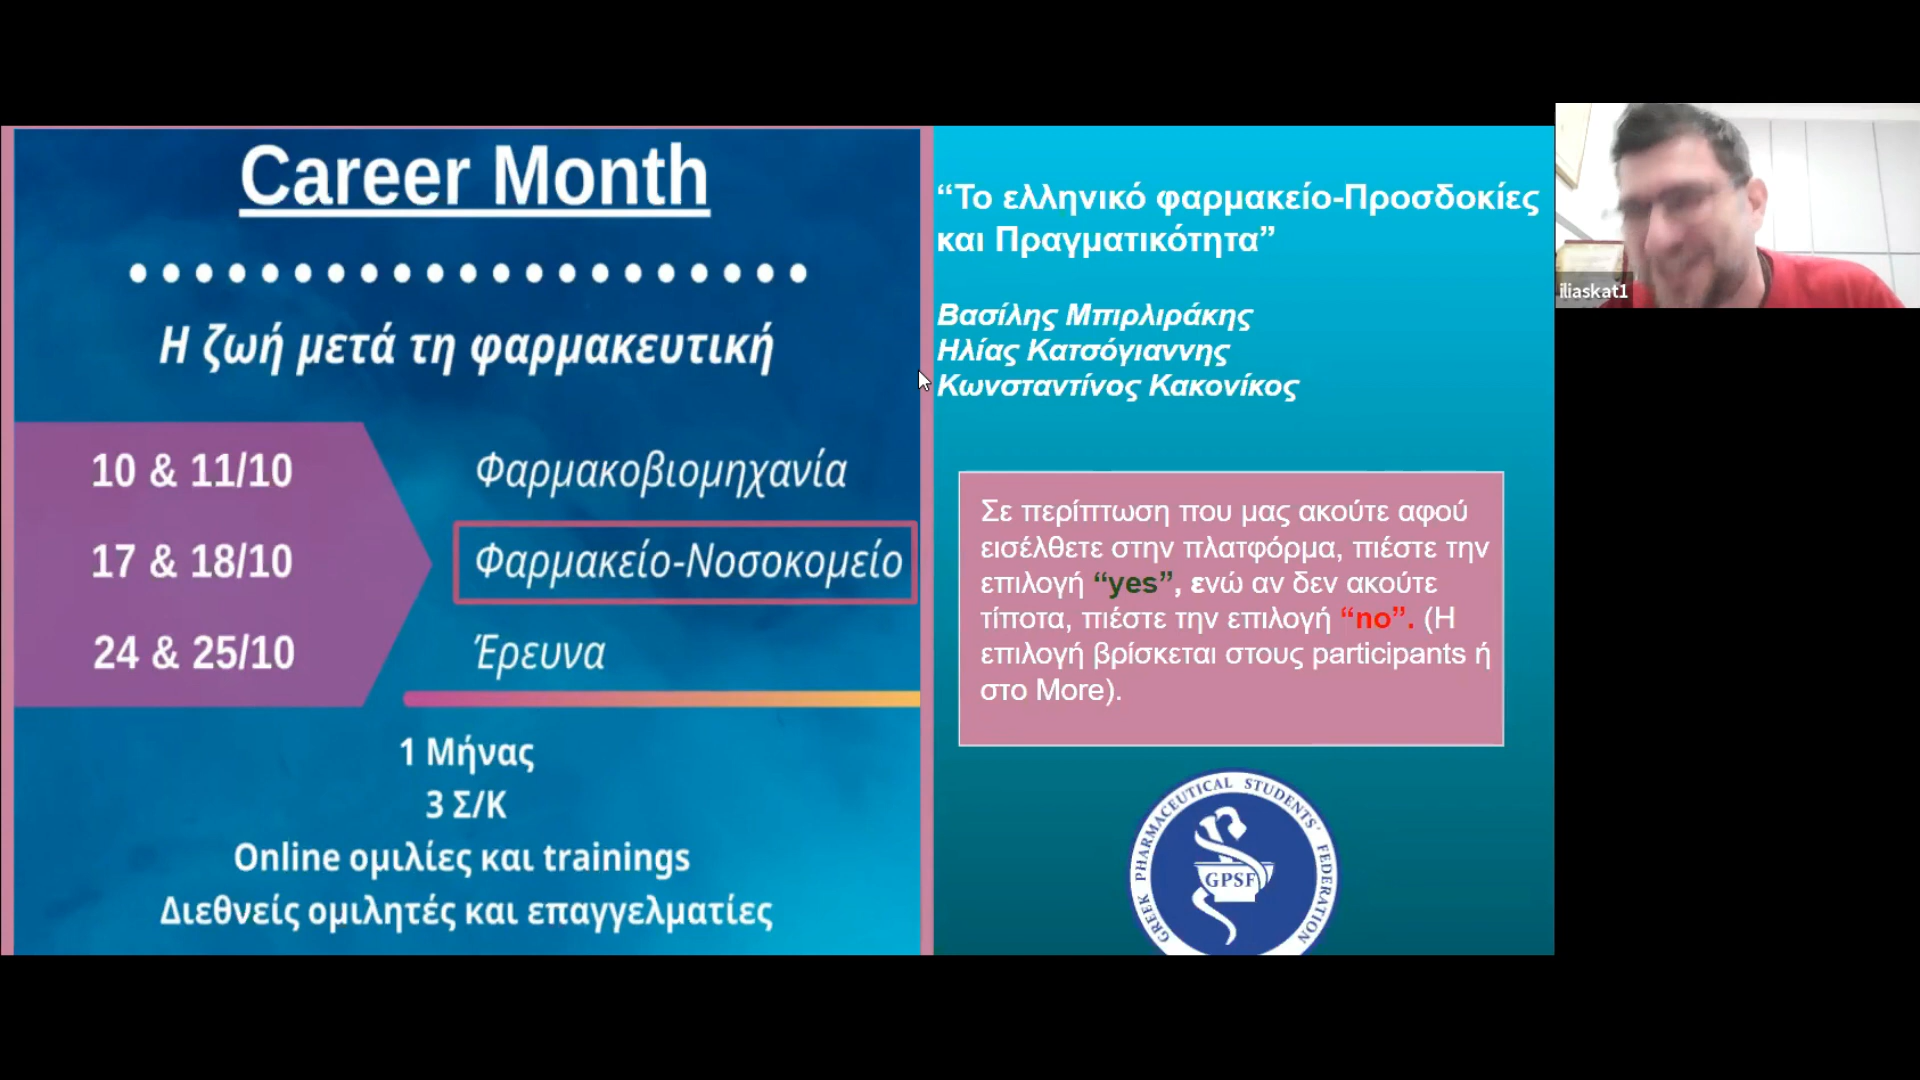 Career Month
Η ζωή μετά τη φαρμακευτική
10 & 11/10 Φαρμακοβιομηχανία
17 & 18/10 Φαρμακείο-Νοσοκομείο
24 & 25/10 Έρευνα
1 Μήνας
3 Σ/Κ
Online ομιλίες και trainings
Διεθνείς ομιλητές και επαγγελματίες
“Το ελληνικό φαρμακείο-Προσδοκίες
και Πραγματικότητα”
Βασίλης Μπιρλιράκης
Ηλίας Κατσόγιαννης
Κωνσταντίνος Κακονίκος
Σε περίπτωση που μας ακούτε αφού
εισέλθετε στην πλατφόρμα, πιέστε την
επιλογή “yes”, ενώ αν δεν ακούτε
τίποτα, πιέστε την επιλογή “no”. (Η
επιλογή βρίσκεται στους participants ή
στο More).
GREEK PHARMACEUTICAL STUDENTS' FEDERATION
GPSF
iliaskat1